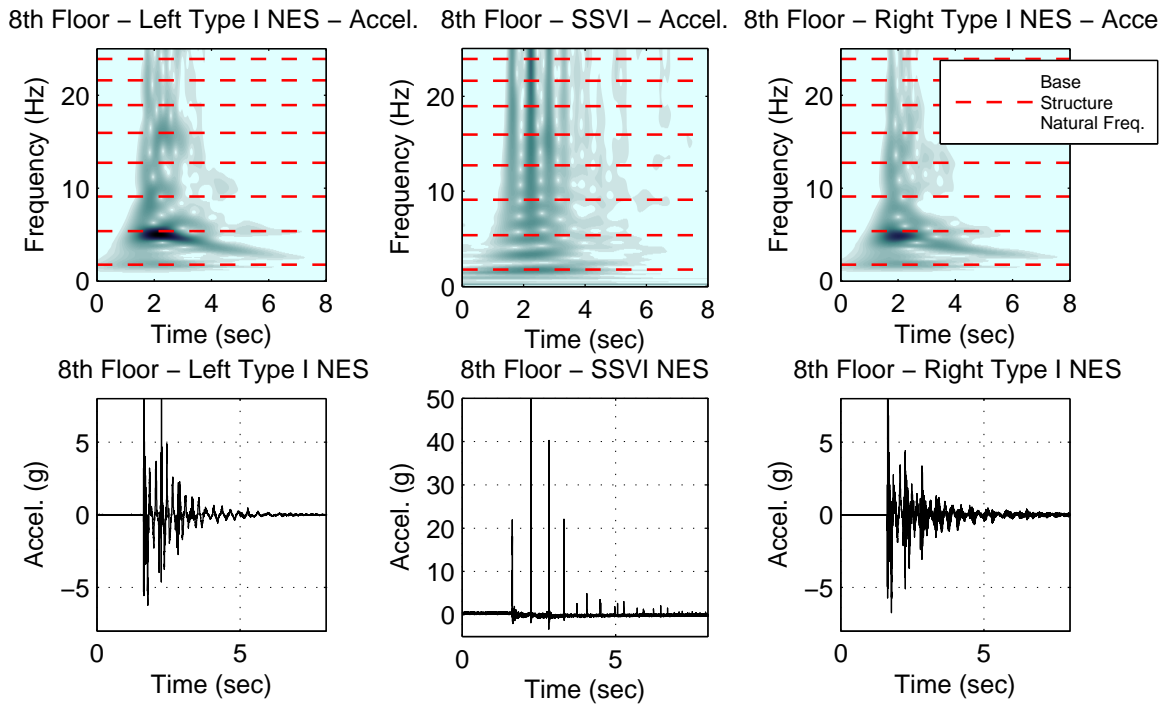 8th Floor – Left Type I NES – Accel.
8th Floor – SSVI – Accel.
8th Floor – Right Type I NES – Acce
Frequency (Hz)
20
10
0
0 2 4 6 8
Time (sec)
Frequency (Hz)
20
10
0
0 2 4 6 8
Time (sec)
Frequency (Hz)
20
10
0
0 2 4 6 8
Time (sec)
Base
Structure
Natural Freq.
8th Floor – Left Type I NES
8th Floor – SSVI NES
8th Floor – Right Type I NES
Accel. (g)
5
0
−5
0 5
Time (sec)
Accel. (g)
50
40
30
20
10
0
0 5
Time (sec)
Accel. (g)
5
0
−5
0 5
Time (sec)